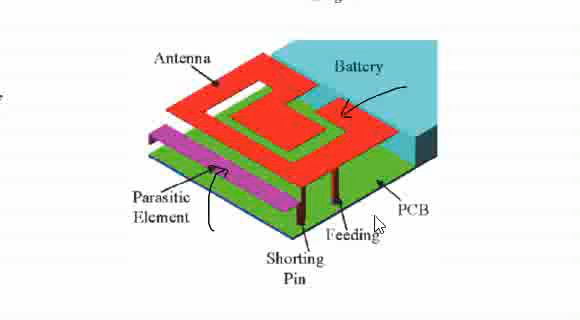 Antenna
Battery
Parasitic
Element
PCB
Feeding
Shorting
Pin